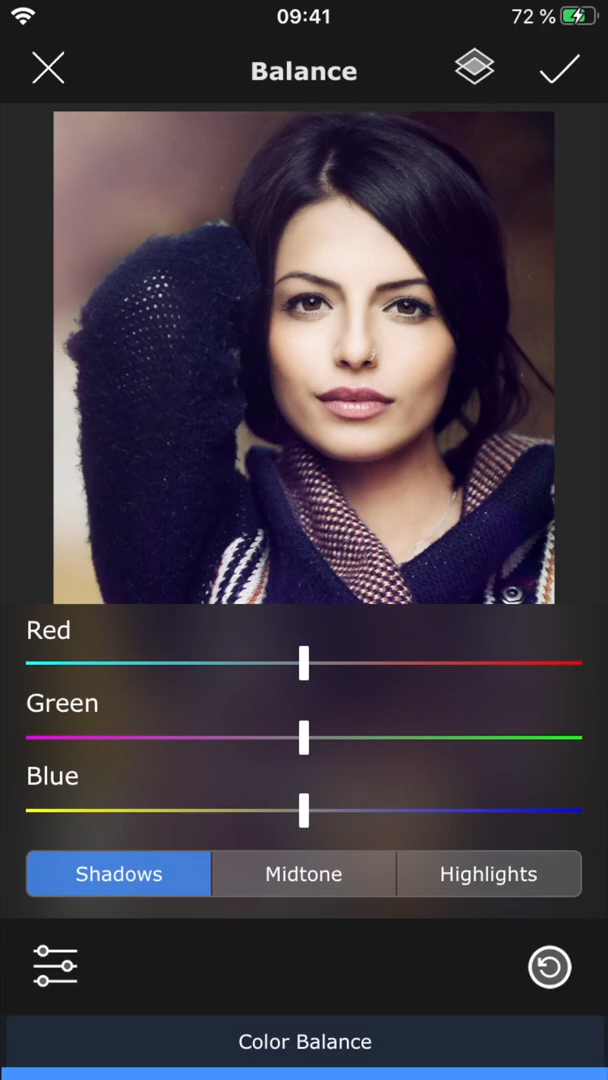 09:41
72 %
Balance
Red
Green
Blue
Shadows Midtone Highlights
Color Balance